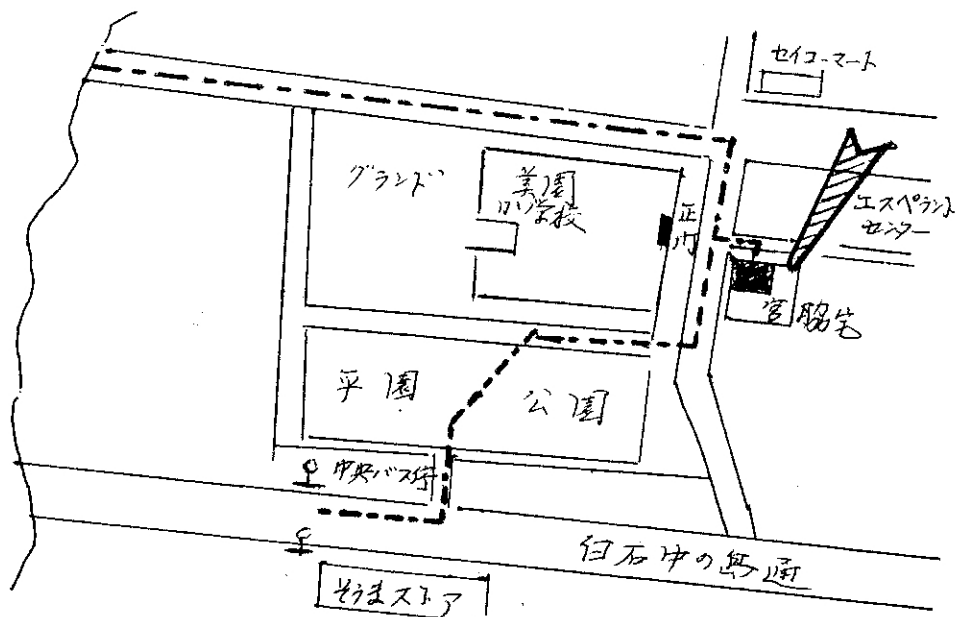 セイコーマート
グランド
美園
小学校
正門
エスペラント
センター
宮脇宅
平園 公園
中央バス停
白石中の島通
そうまストア